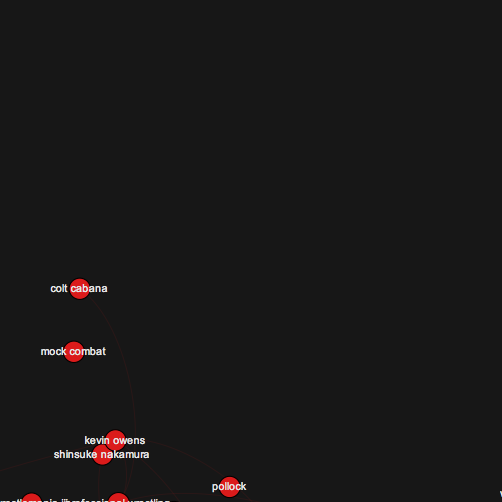 colt cabana
mock combat
kevin owens
shinsuke nakamura
pollock